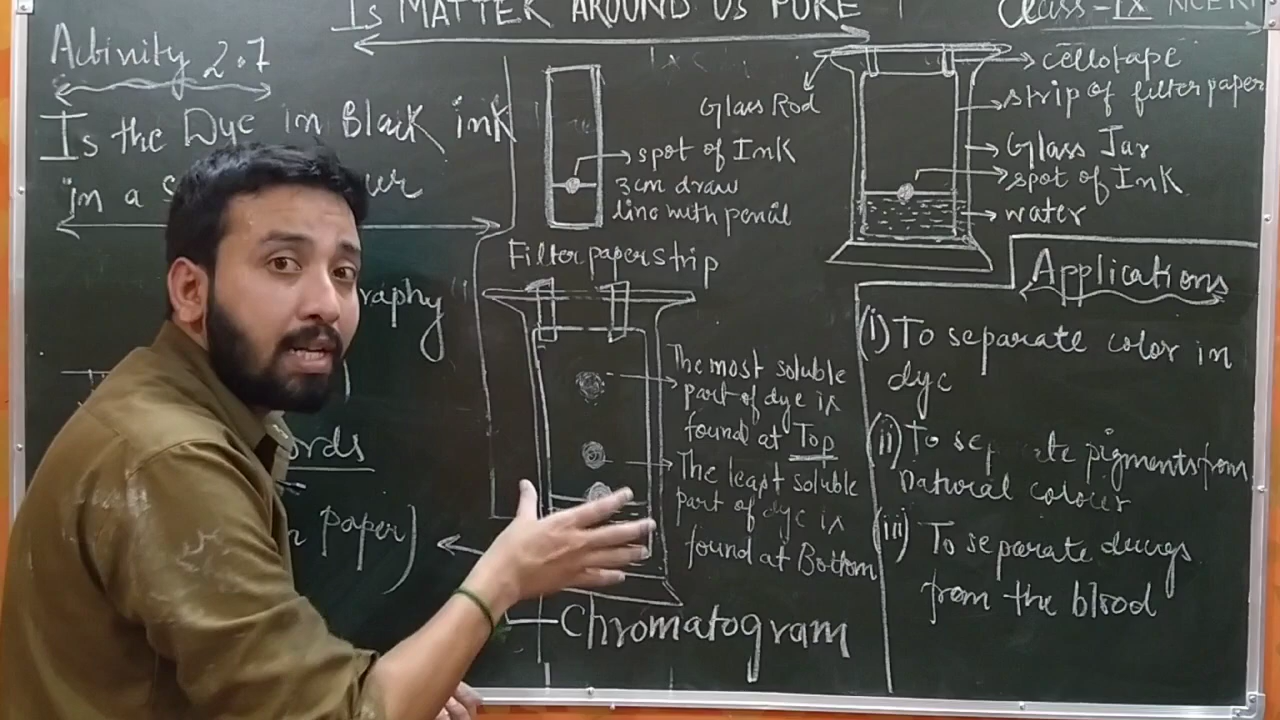 Is MATTER AROUND US PURE
Class-IX NCERT
Activity 2.7
Is the Dye in Black ink
in a
raphy
ords
Paper)
spot of Ink
3cm draw
line with pencil
Filter paper strip
Glass Rod
cellotape
strip of filter paper
Glass Jar
spot of Ink
water
The most soluble
part of dye is
found at Top
The least soluble
part of dye is
found at Bottom
Chromatogram
Applications
(i) To separate color in
dye
(ii) To sep te pigments from
Natural colours
(iii) To separate drugs
from the blood